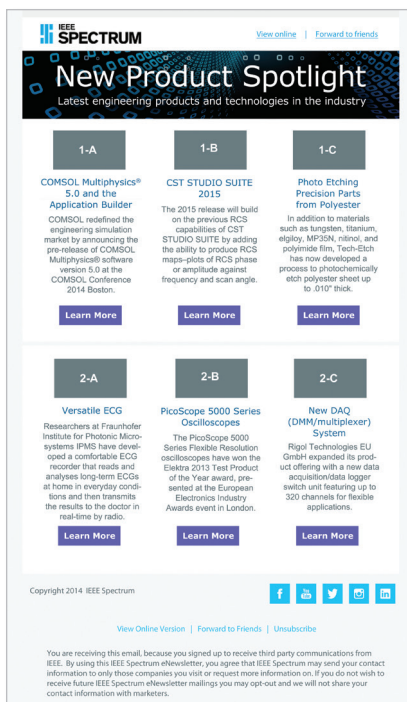 IEEE
SPECTRUM
View online | Forward to friends
New Product Spotlight
Latest engineering products and technologies in the industry
1-A
COMSOL Multiphysics®
5.0 and the
Application Builder
COMSOL redefined the
engineering simulation
market by announcing the
pre-release of COMSOL
Multiphysics® software
version 5.0 at the
COMSOL Conference
2014 Boston.
Learn More
1-B
CST STUDIO SUITE
2015
The 2015 release will build
on the previous RCS
capabilities of CST
STUDIO SUITE by adding
the ability to produce RCS
maps–plots of RCS phase
or amplitude against
frequency and scan angle.
Learn More
1-C
Photo Etching
Precision Parts
from Polyester
In addition to materials
such as tungsten, titanium,
elgiloy, MP35N, nitinol, and
polyimide film, Tech-Etch
has now developed a
process to photochemically
etch polyester sheet up
to .010" thick.
Learn More
2-A
Versatile ECG
Researchers at Fraunhofer
Institute for Photonic Micro-
systems IPMS have devel-
oped a comfortable ECG
recorder that reads and
analyses long-term ECGs
at home in everyday condi-
tions and then transmits
the results to the doctor in
real-time by radio.
Learn More
2-B
PicoScope 5000 Series
Oscilloscopes
The PicoScope 5000
Series Flexible Resolution
oscilloscopes have won the
Elektra 2013 Test Product
of the Year award, pre-
sented at the European
Electronics Industry
Awards event in London.
Learn More
2-C
New DAQ
(DMM/multiplexer)
System
Rigol Technologies EU
GmbH expanded its prod-
uct offering with a new data
acquisition/data logger
switch unit featuring up to
320 channels for flexible
applications.
Learn More
Copyright 2014 IEEE Spectrum
View Online Version | Forward to Friends | Unsubscribe
You are receiving this email, because you signed up to receive third party communications from
IEEE. By using this IEEE Spectrum eNewsletter, you agree that IEEE Spectrum may send your contact
information to only those companies you visit or request more information on. If you do not wish to
receive future IEEE Spectrum eNewsletter mailings you may opt-out and we will not share your
contact information with marketers.